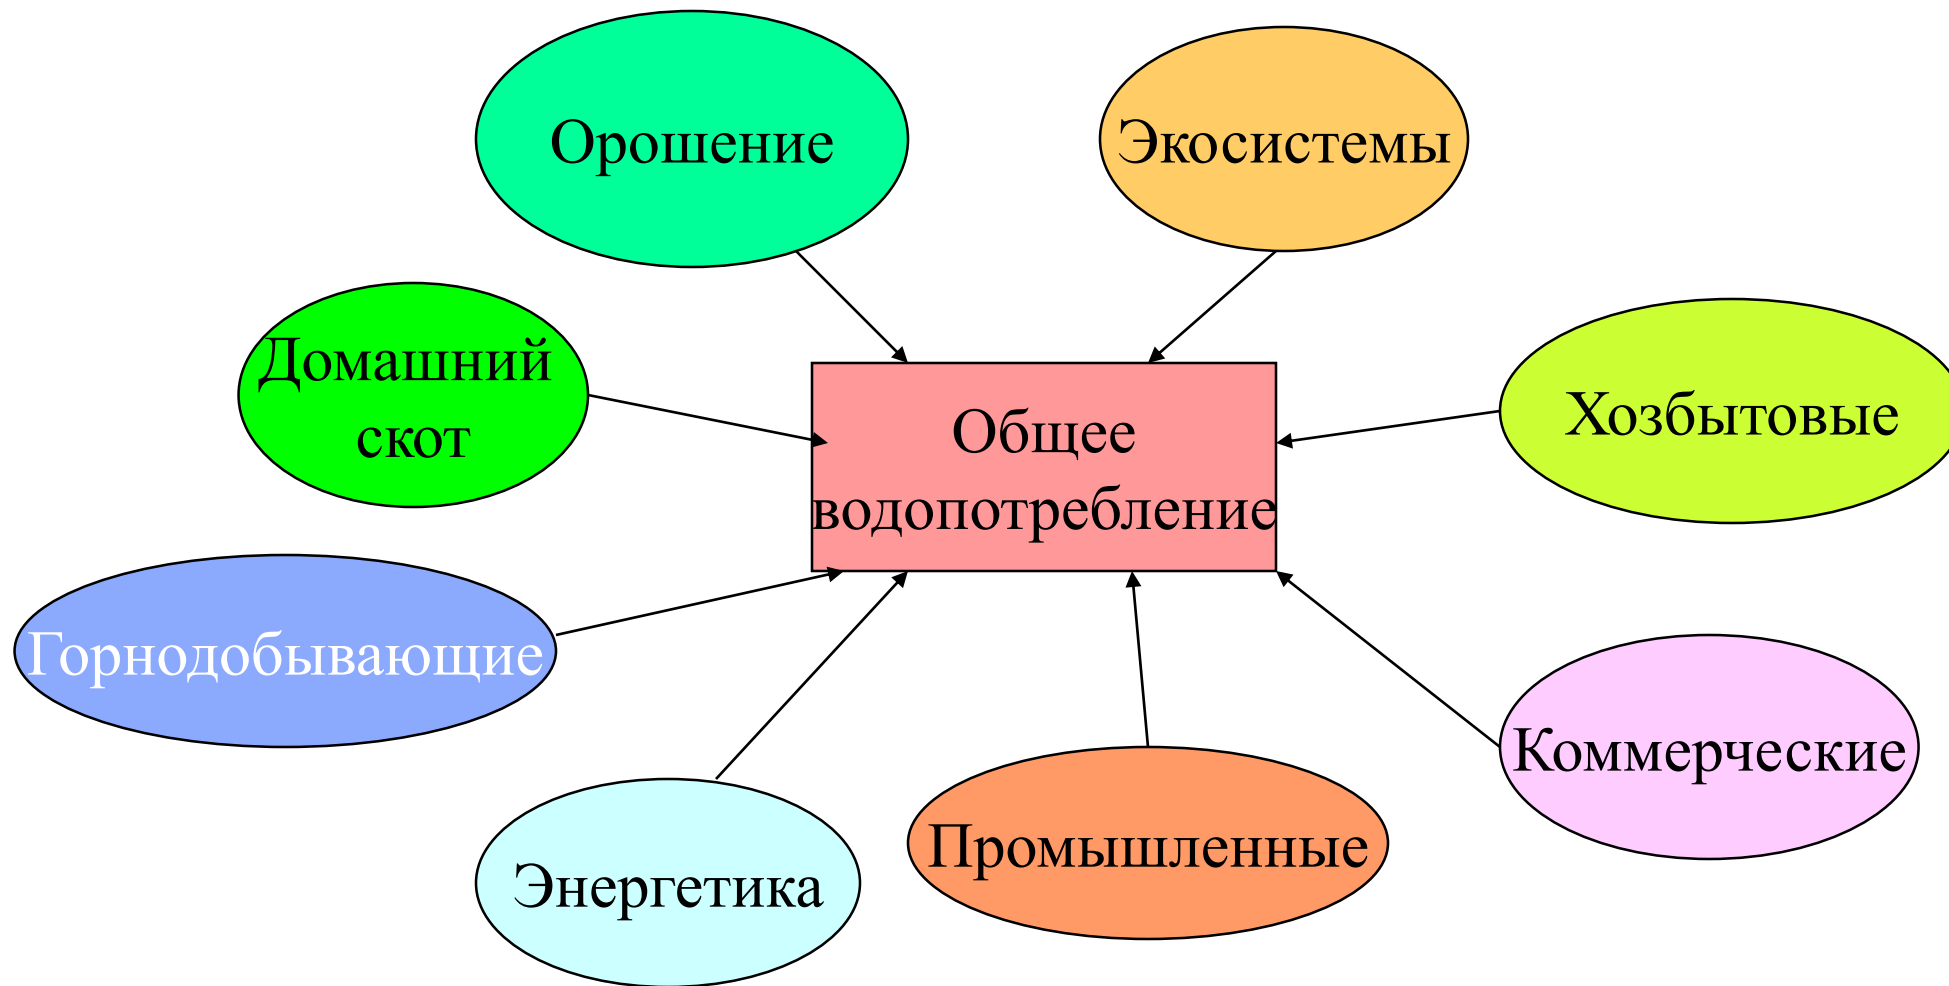 Орошение
Экосистемы
Домашний
скот
Общее
водопотребление
Хозбытовые
Горнодобывающие
Коммерческие
Энергетика
Промышленные